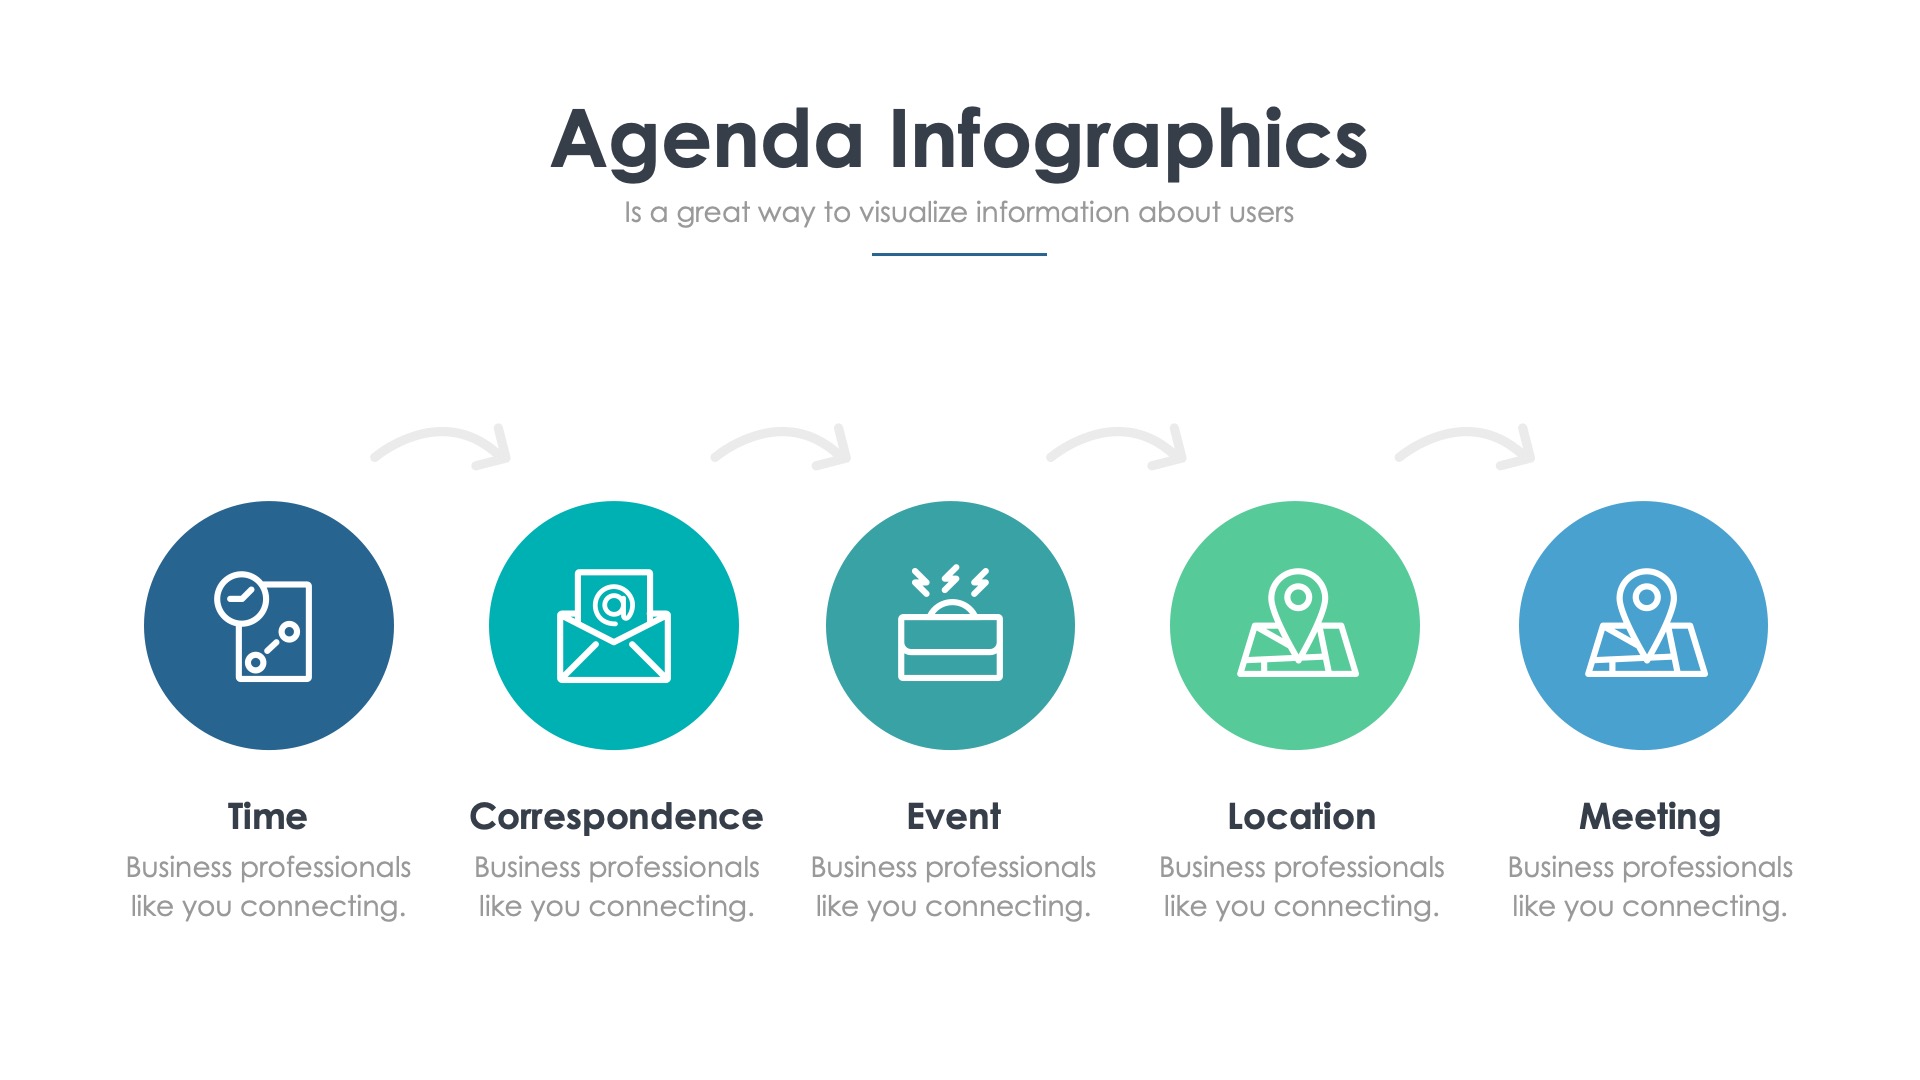 Agenda Infographics
Is a great way to visualize information about users
@
Time
Business professionals
like you connecting.
Correspondence
Business professionals
like you connecting.
Event
Business professionals
like you connecting.
Location
Business professionals
like you connecting.
Meeting
Business professionals
like you connecting.